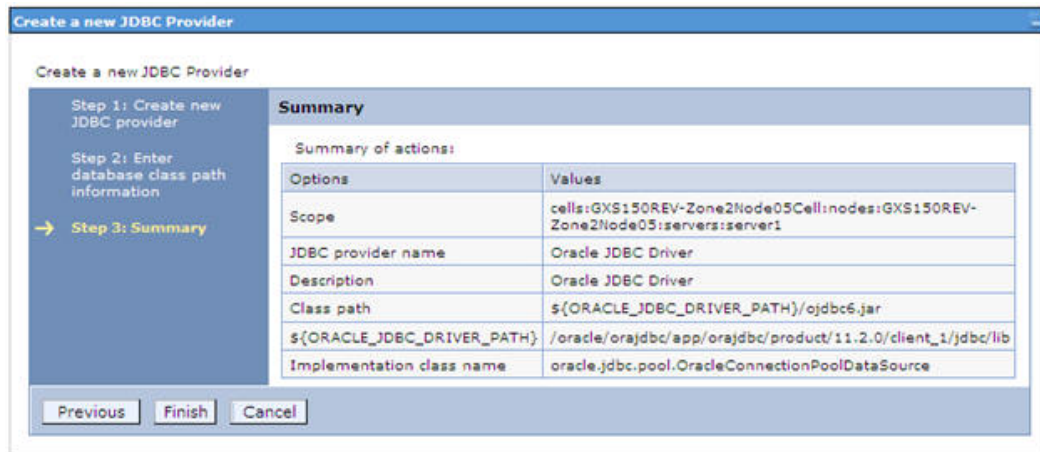 Create a new JDBC Provider
Create a new JDBC Provider
Step 1: Create new
JDBC provider
Step 2: Enter
database class path
information
Step 3: Summary
Summary
Summary of actions:
Options Values
Scope cells:GXS150REV-Zone2Node05Cell:nodes:GXS150REV-
Zone2Node05:servers:server1
JDBC provider name Oracle JDBC Driver
Description Oracle JDBC Driver
Class path ${ORACLE_JDBC_DRIVER_PATH}/ojdbc6.jar
${ORACLE_JDBC_DRIVER_PATH} /oracle/orajdbc/app/orajdbc/product/11.2.0/client_1/jdbc/lib
Implementation class name oracle.jdbc.pool.OracleConnectionPoolDataSource
Previous Finish Cancel